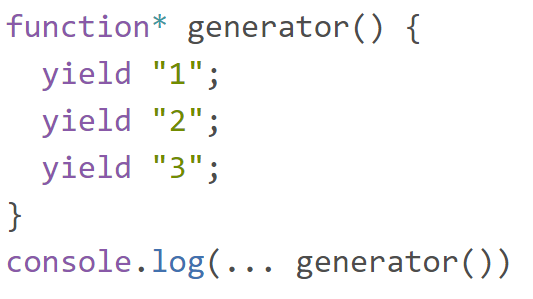 function* generator() {
  yield "1";
  yield "2";
  yield "3";
}
console.log(... generator())